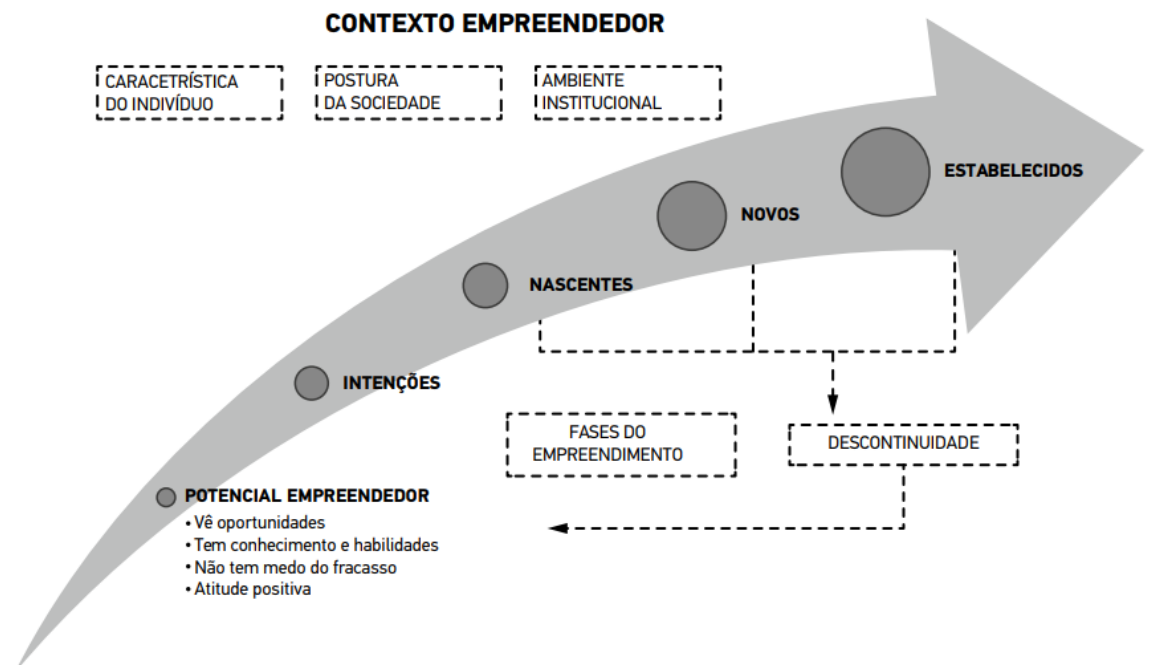 CONTEXTO EMPREENDEDOR
CARACETRÍSTICA
DO INDIVÍDUO
POSTURA
DA SOCIEDADE
AMBIENTE
INSTITUCIONAL
ESTABELECIDOS
NOVOS
NASCENTES
INTENÇÕES
FASES DO
EMPREENDIMENTO
DESCONTINUIDADE
POTENCIAL EMPREENDEDOR
• Vê oportunidades
• Tem conhecimento e habilidades
• Não tem medo do fracasso
• Atitude positiva